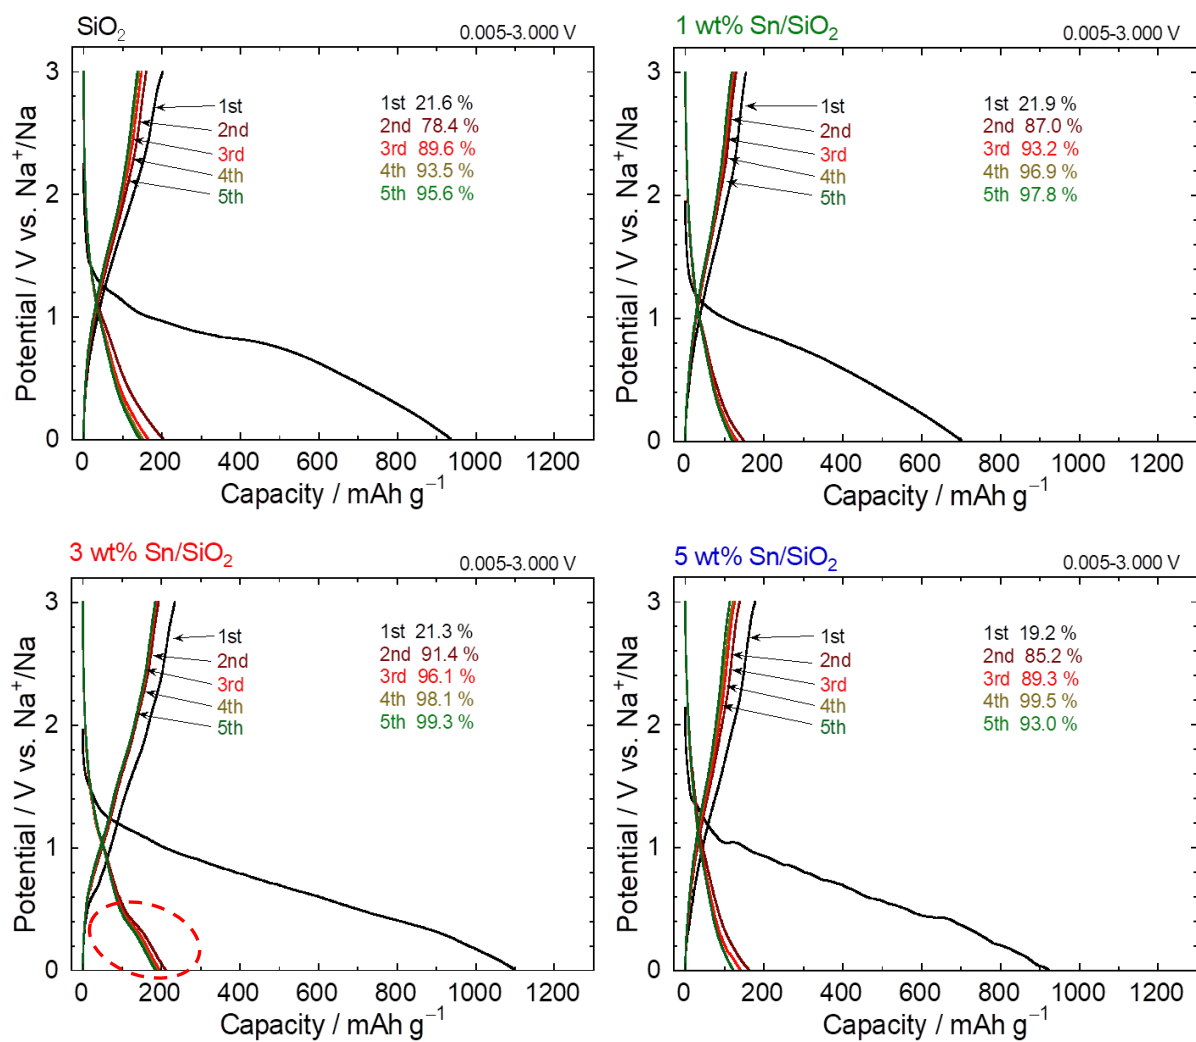 SiO₂
0.005-3.000 V
Potential / V vs. Na⁺/Na
3
2
1
0
1st
2nd
3rd
4th
5th
1st 21.6 %
2nd 78.4 %
3rd 89.6 %
4th 93.5 %
5th 95.6 %
0 200 400 600 800 1000 1200
Capacity / mAh g⁻¹
1 wt% Sn/SiO₂
0.005-3.000 V
Potential / V vs. Na⁺/Na
3
2
1
0
1st
2nd
3rd
4th
5th
1st 21.9 %
2nd 87.0 %
3rd 93.2 %
4th 96.9 %
5th 97.8 %
0 200 400 600 800 1000 1200
Capacity / mAh g⁻¹
3 wt% Sn/SiO₂
0.005-3.000 V
Potential / V vs. Na⁺/Na
3
2
1
0
1st
2nd
3rd
4th
5th
1st 21.3 %
2nd 91.4 %
3rd 96.1 %
4th 98.1 %
5th 99.3 %
0 200 400 600 800 1000 1200
Capacity / mAh g⁻¹
5 wt% Sn/SiO₂
0.005-3.000 V
Potential / V vs. Na⁺/Na
3
2
1
0
1st
2nd
3rd
4th
5th
1st 19.2 %
2nd 85.2 %
3rd 89.3 %
4th 99.5 %
5th 93.0 %
0 200 400 600 800 1000 1200
Capacity / mAh g⁻¹